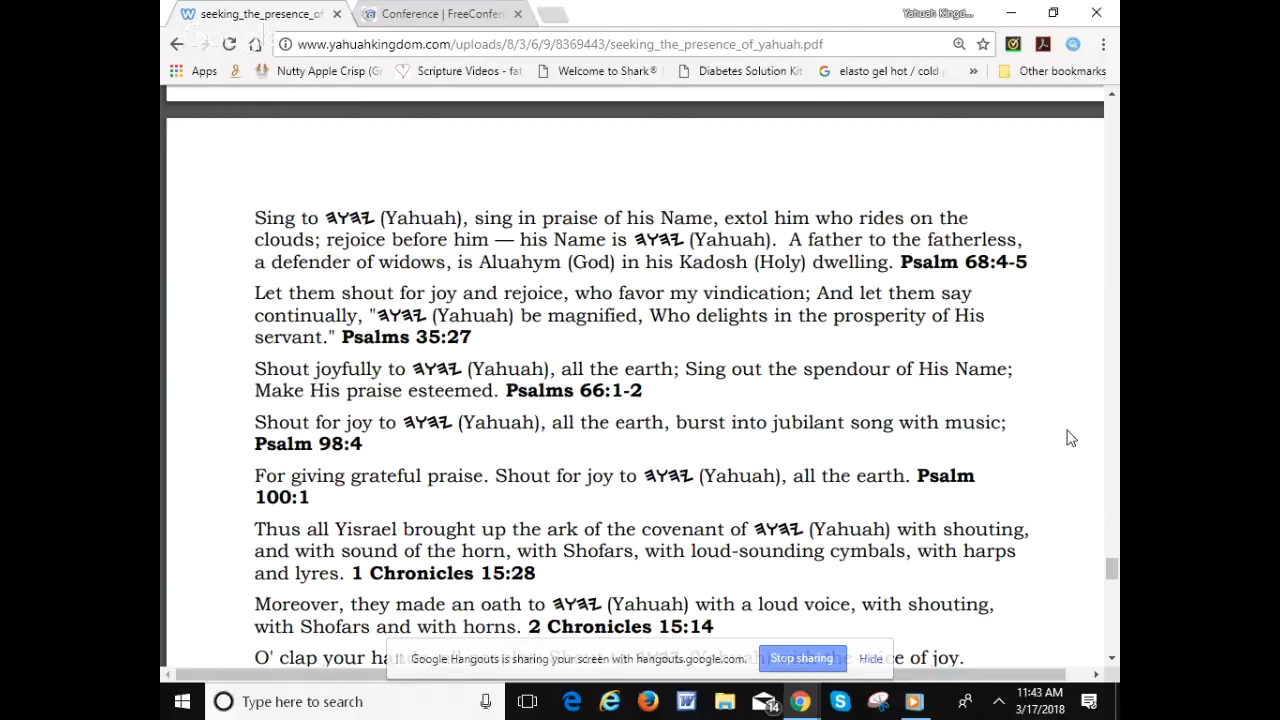 seeking_the_presence_of
Conference | FreeConfer
Yahuah Kingd...
www.yahuahkingdom.com/uploads/8/3/6/9/8369443/seeking_the_presence_of_yahuah.pdf
Apps Nutty Apple Crisp (Gr Scripture Videos - fat Welcome to Shark® Diabetes Solution Kit elasto gel hot / cold » Other bookmarks
Sing to 𐤉𐤄𐤅𐤄 (Yahuah), sing in praise of his Name, extol him who rides on the
clouds; rejoice before him — his Name is 𐤉𐤄𐤅𐤄 (Yahuah). A father to the fatherless,
a defender of widows, is Aluahym (God) in his Kadosh (Holy) dwelling. Psalm 68:4-5
Let them shout for joy and rejoice, who favor my vindication; And let them say
continually, "𐤉𐤄𐤅𐤄 (Yahuah) be magnified, Who delights in the prosperity of His
servant." Psalms 35:27
Shout joyfully to 𐤉𐤄𐤅𐤄 (Yahuah), all the earth; Sing out the spendour of His Name;
Make His praise esteemed. Psalms 66:1-2
Shout for joy to 𐤉𐤄𐤅𐤄 (Yahuah), all the earth, burst into jubilant song with music;
Psalm 98:4
For giving grateful praise. Shout for joy to 𐤉𐤄𐤅𐤄 (Yahuah), all the earth. Psalm
100:1
Thus all Yisrael brought up the ark of the covenant of 𐤉𐤄𐤅𐤄 (Yahuah) with shouting,
and with sound of the horn, with Shofars, with loud-sounding cymbals, with harps
and lyres. 1 Chronicles 15:28
Moreover, they made an oath to 𐤉𐤄𐤅𐤄 (Yahuah) with a loud voice, with shouting,
with Shofars and with horns. 2 Chronicles 15:14
O' clap your voice of joy.
Google Hangouts is sharing your screen with hangouts.google.com. Stop sharing Hide
Type here to search
14
11:43 AM
3/17/2018